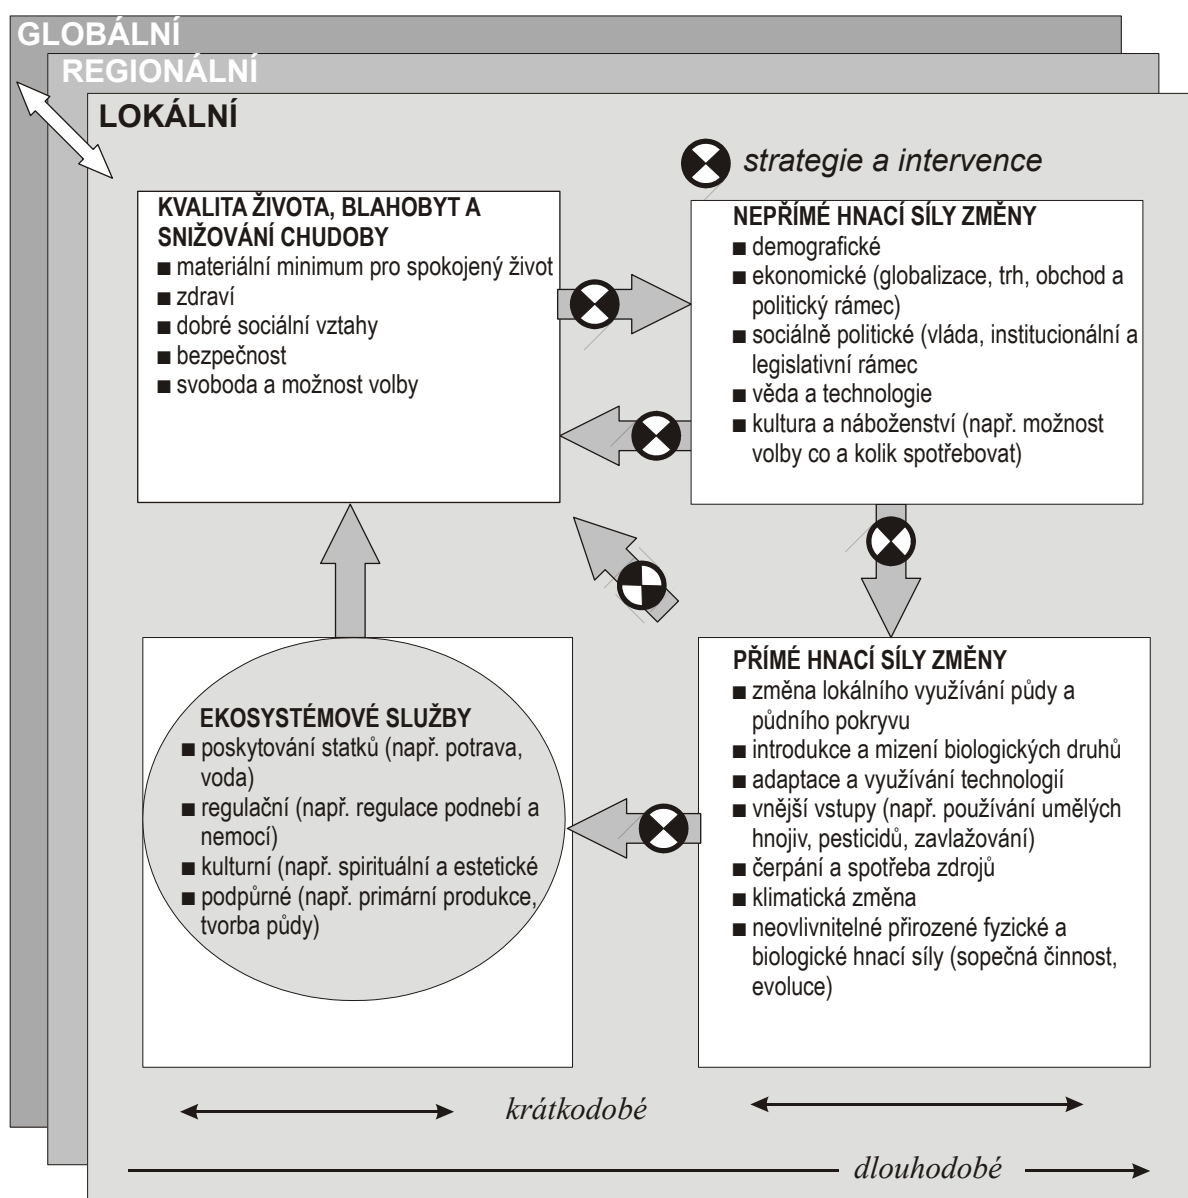 GLOBÁLNÍ
REGIONÁLNÍ
LOKÁLNÍ
strategie a intervence
KVALITA ŽIVOTA, BLAHOBYT A
SNIŽOVÁNÍ CHUDOBY
■ materiální minimum pro spokojený život
■ zdraví
■ dobré sociální vztahy
■ bezpečnost
■ svoboda a možnost volby
NEPŘÍMÉ HNACÍ SÍLY ZMĚNY
■ demografické
■ ekonomické (globalizace, trh, obchod a
politický rámec)
■ sociálně politické (vláda, institucionální a
legislativní rámec
■ věda a technologie
■ kultura a náboženství (např. možnost
volby co a kolik spotřebovat)
EKOSYSTÉMOVÉ SLUŽBY
■ poskytování statků (např. potrava,
voda)
■ regulační (např. regulace podnebí a
nemocí)
■ kulturní (např. spirituální a estetické
■ podpůrné (např. primární produkce,
tvorba půdy)
PŘÍMÉ HNACÍ SÍLY ZMĚNY
■ změna lokálního využívání půdy a
půdního pokryvu
■ introdukce a mizení biologických druhů
■ adaptace a využívání technologií
■ vnější vstupy (např. používání umělých
hnojiv, pesticidů, zavlažování)
■ čerpání a spotřeba zdrojů
■ klimatická změna
■ neovlivnitelné přirozené fyzické a
biologické hnací síly (sopečná činnost,
evoluce)
krátkodobé
dlouhodobé